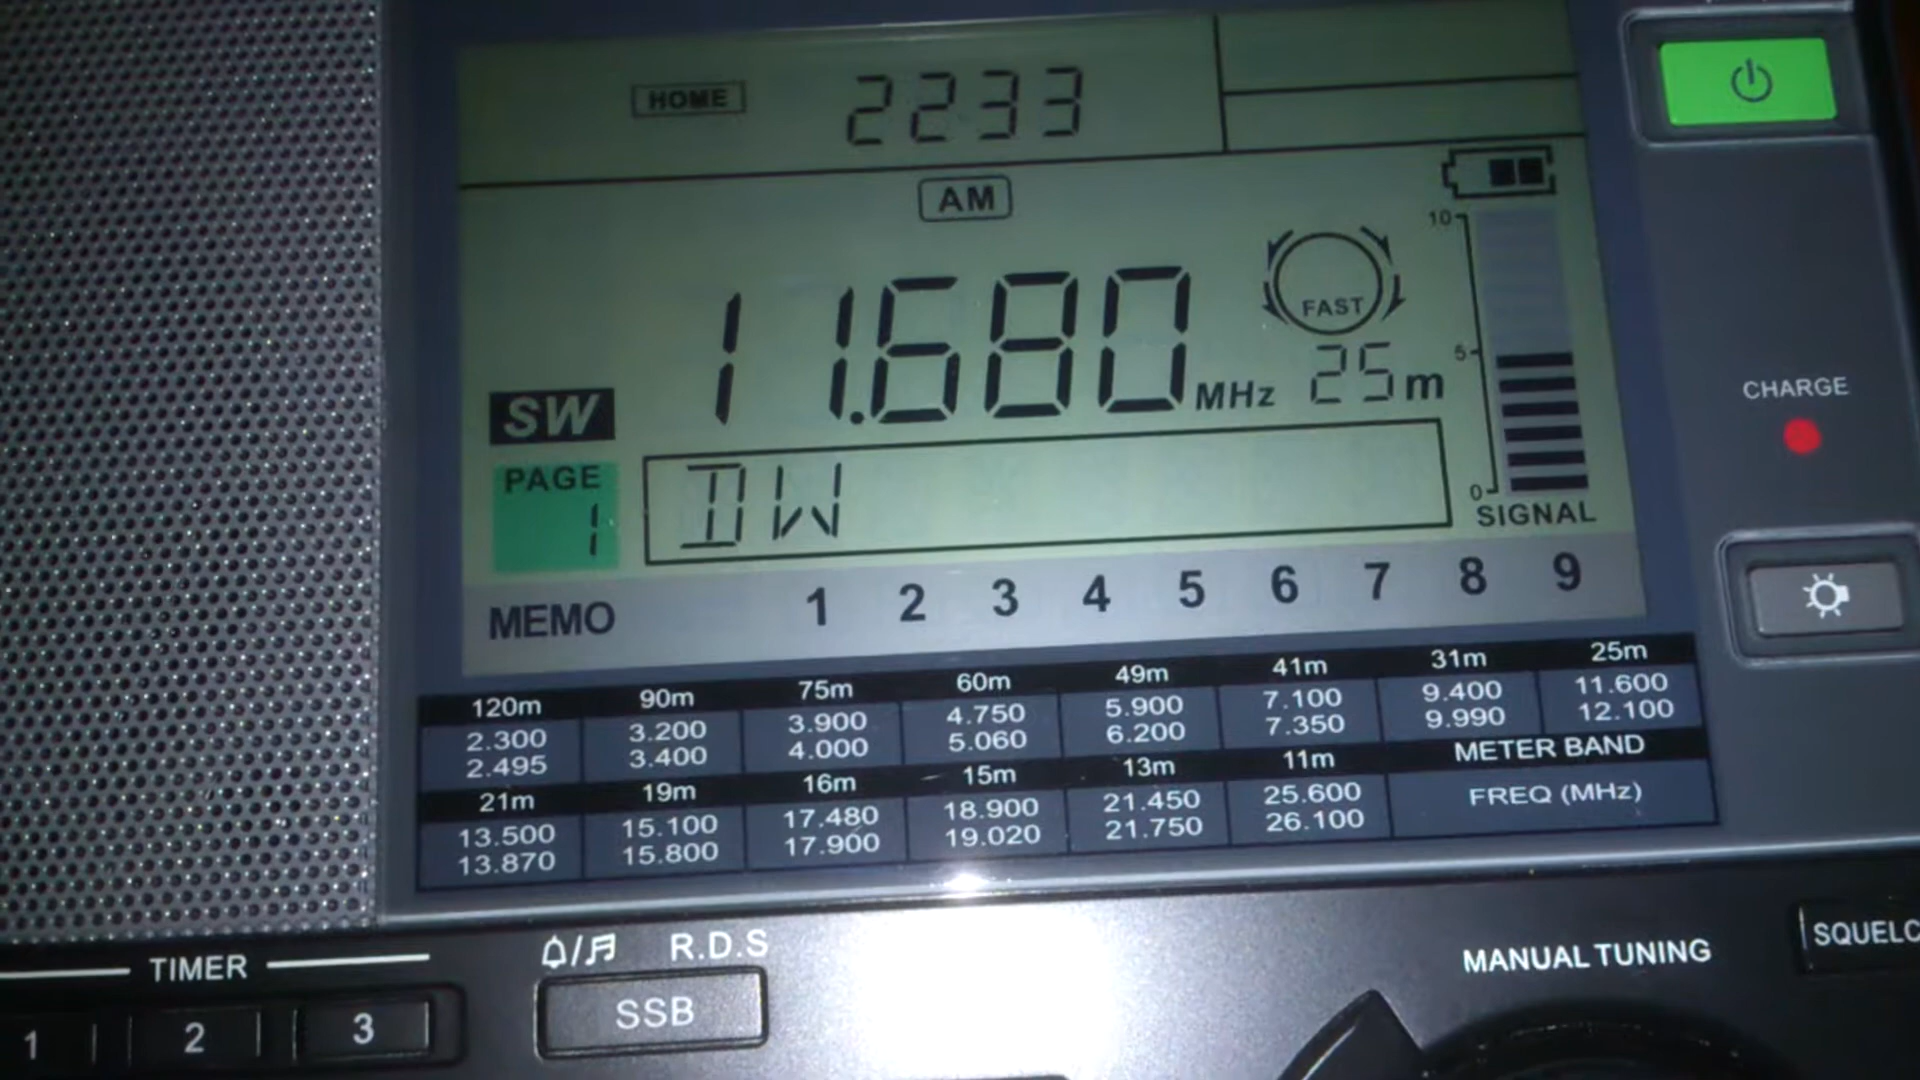 HOME 2233
AM
10
FAST
11.680 MHz 25m
5
SW
PAGE
1
DW
0
SIGNAL
CHARGE
MEMO 1 2 3 4 5 6 7 8 9
120m 90m 75m 60m 49m 41m 31m 25m
2.300 3.200 3.900 4.750 5.900 7.100 9.400 11.600
2.495 3.400 4.000 5.060 6.200 7.350 9.990 12.100
21m 19m 16m 15m 13m 11m METER BAND
13.500 15.100 17.480 18.900 21.450 25.600 FREQ (MHz)
13.870 15.800 17.900 19.020 21.750 26.100
TIMER R.D.S MANUAL TUNING SQUELC
1 2 3 SSB